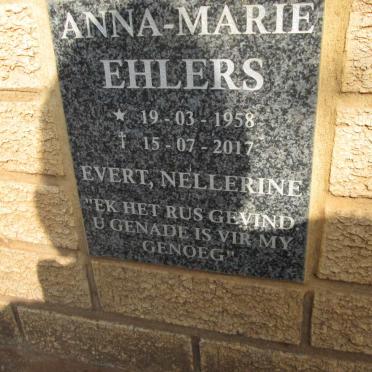 ANNA-MARIE
EHLERS
★ 19 - 03 - 1958
† 15 - 07 - 2017
EVERT, NELLERINE
"EK HET RUS GEVIND
U GENADE IS VIR MY
GENOEG"